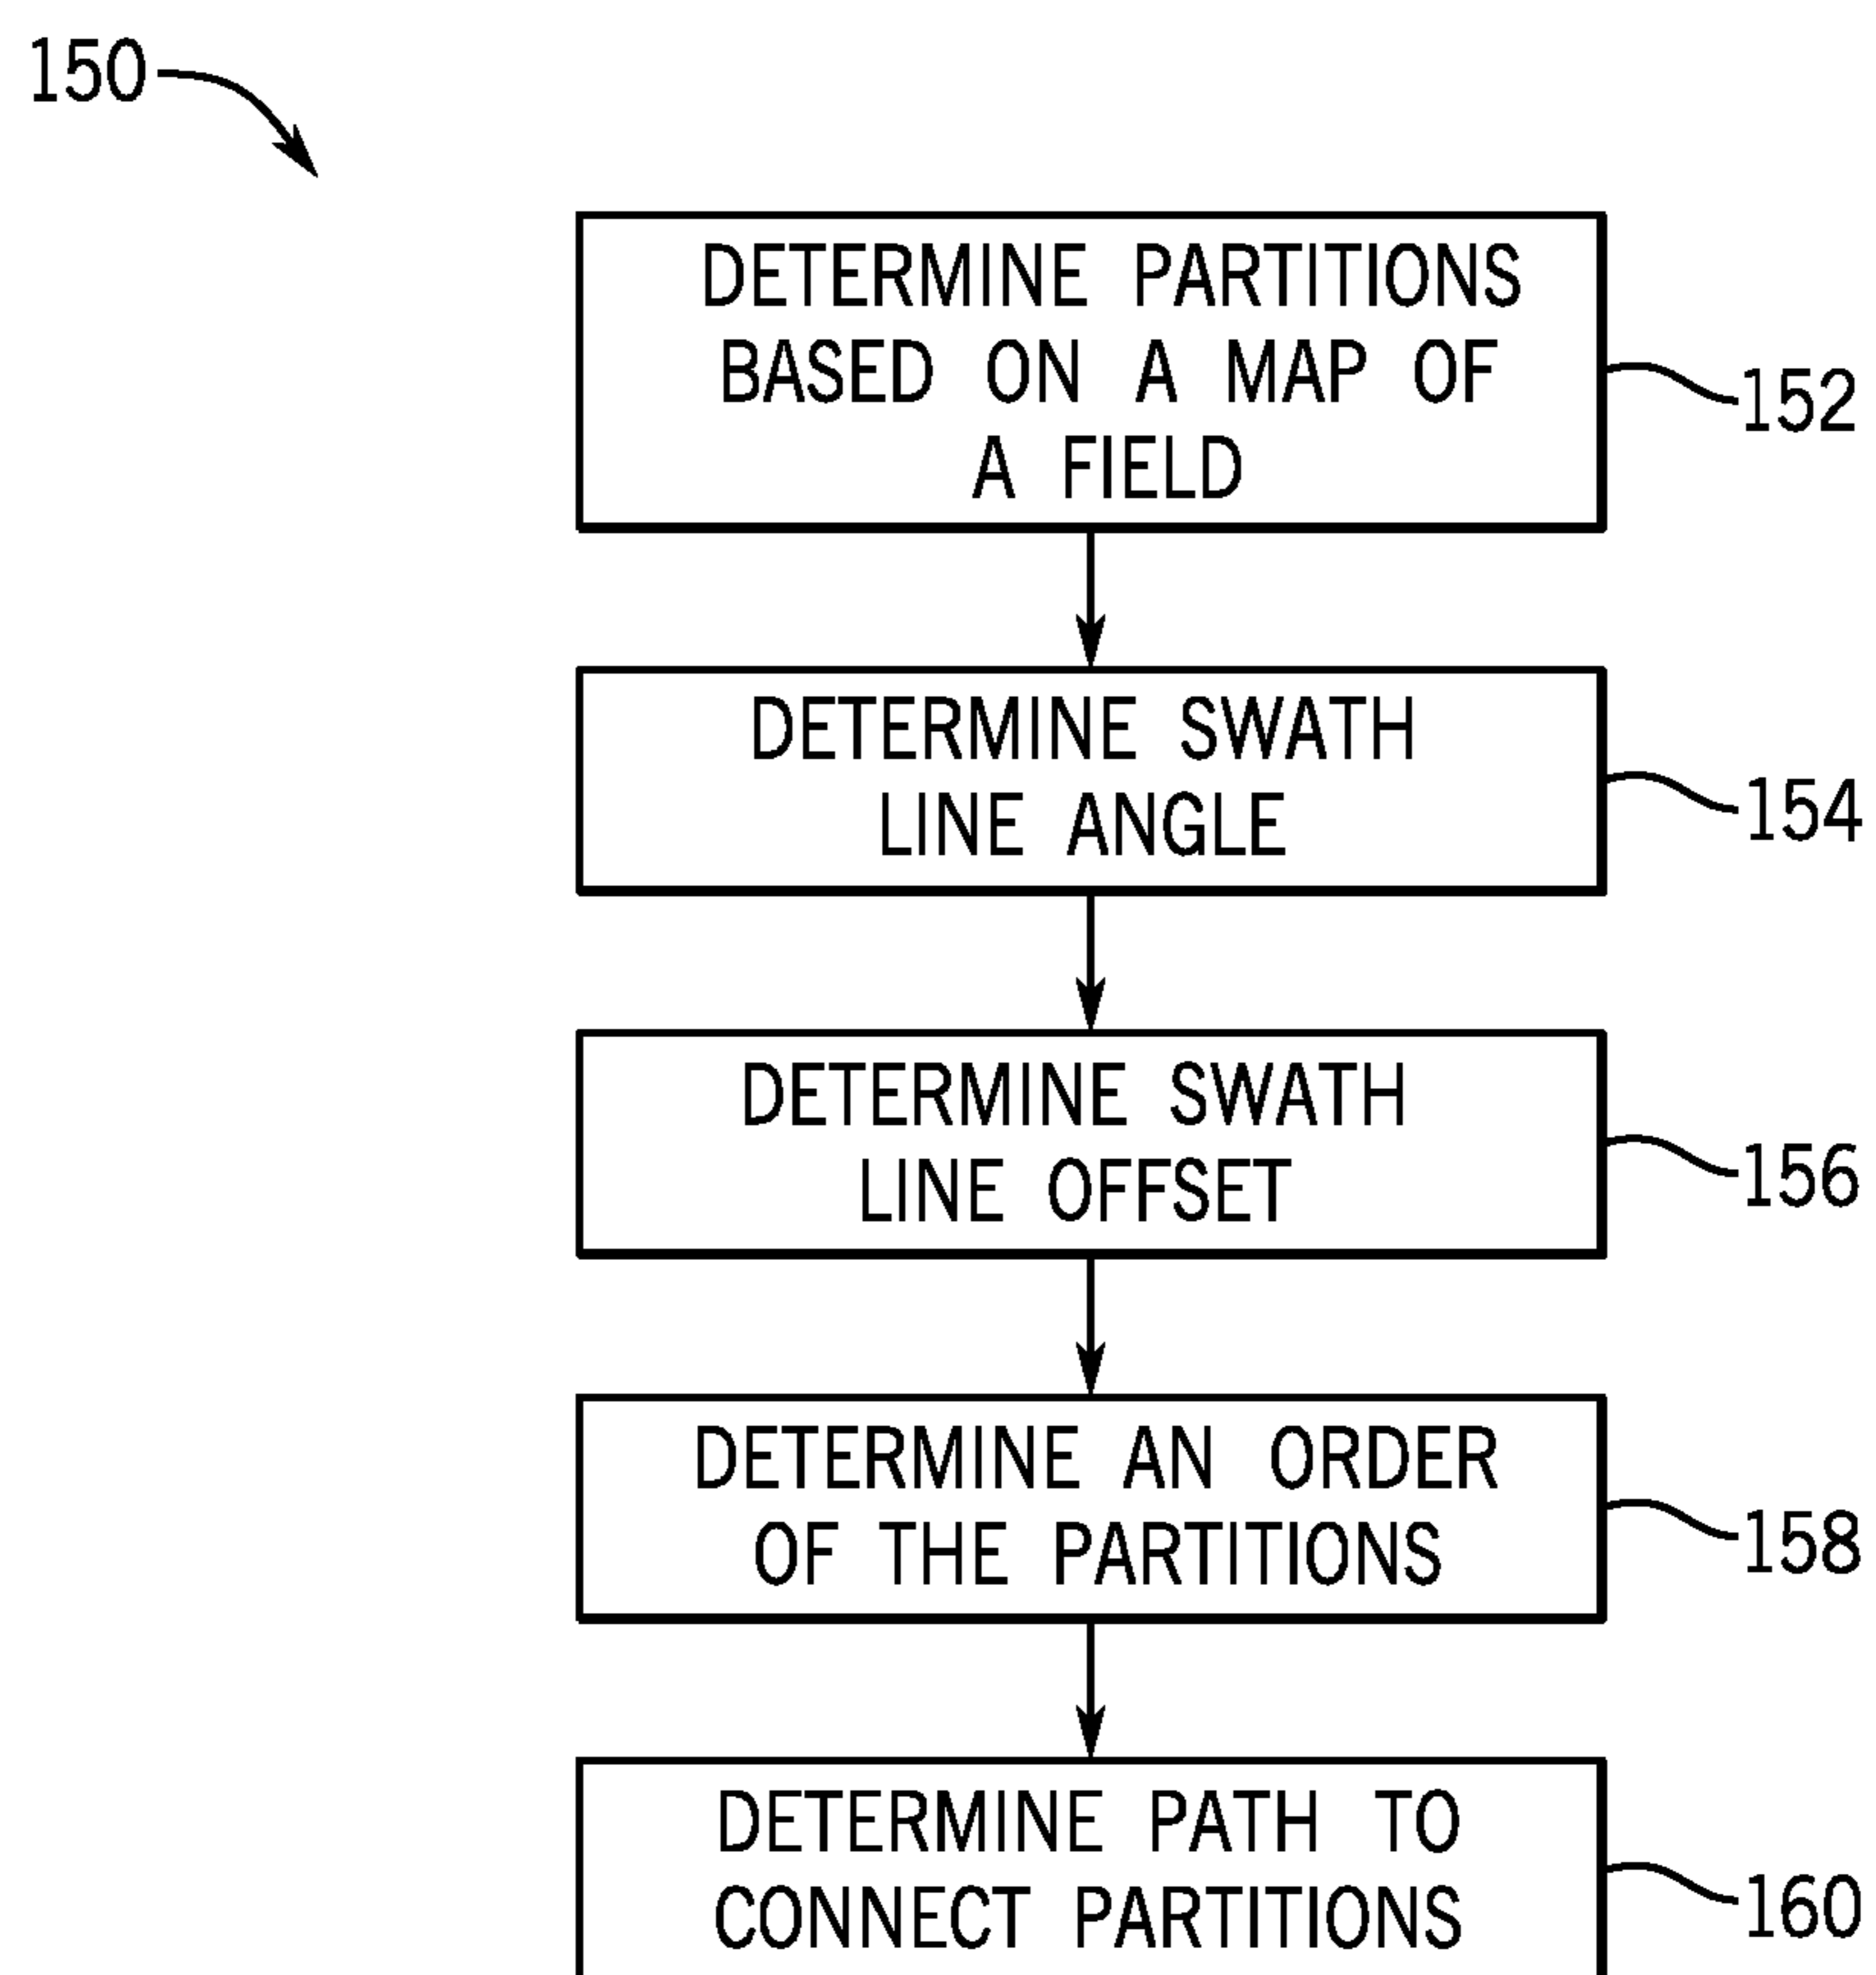 150
DETERMINE PARTITIONS
BASED ON A MAP OF
A FIELD
152
DETERMINE SWATH
LINE ANGLE
154
DETERMINE SWATH
LINE OFFSET
156
DETERMINE AN ORDER
OF THE PARTITIONS
158
DETERMINE PATH TO
CONNECT PARTITIONS
160